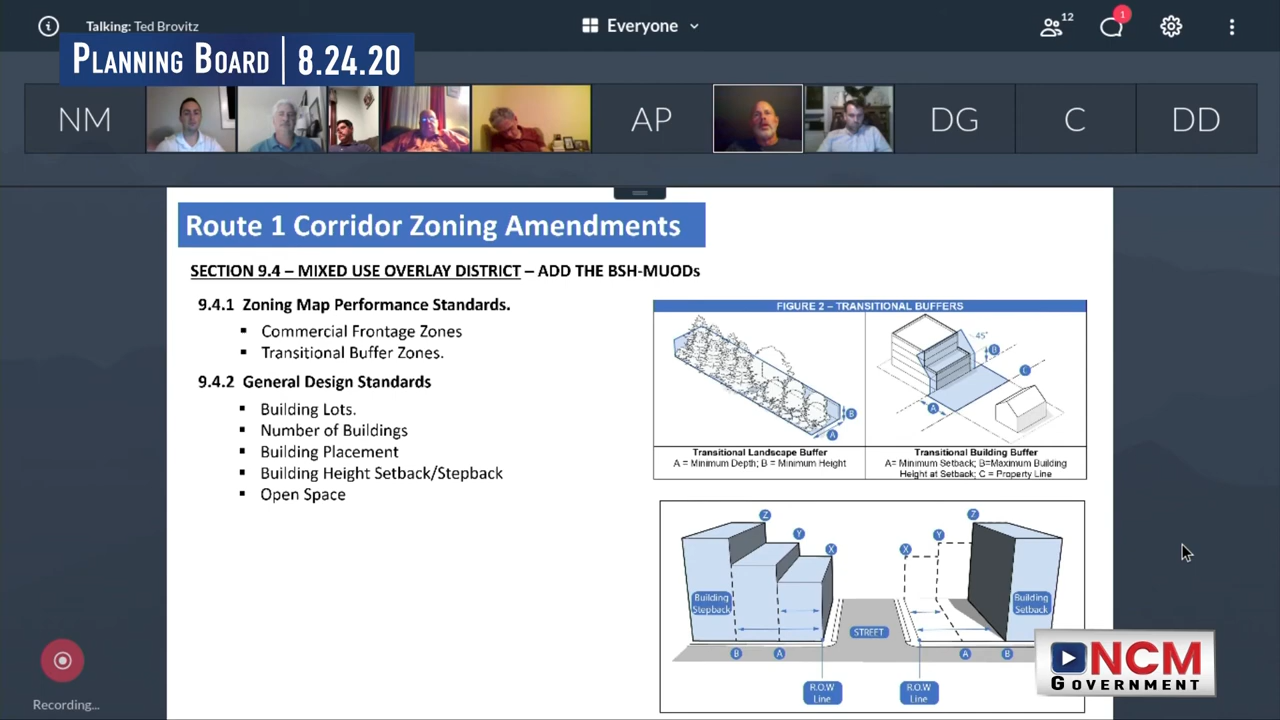 Talking: Ted Brovitz
Everyone
12
1
PLANNING BOARD | 8.24.20
NM
AP
DG
C
DD
Route 1 Corridor Zoning Amendments
SECTION 9.4 – MIXED USE OVERLAY DISTRICT – ADD THE BSH-MUODs
9.4.1 Zoning Map Performance Standards.
▪ Commercial Frontage Zones
▪ Transitional Buffer Zones.
9.4.2 General Design Standards
▪ Building Lots.
▪ Number of Buildings
▪ Building Placement
▪ Building Height Setback/Stepback
▪ Open Space
FIGURE 2 – TRANSITIONAL BUFFERS
B
A
45°
B
C
A
Transitional Landscape Buffer
A = Minimum Depth; B = Minimum Height
Transitional Building Buffer
A= Minimum Setback; B=Maximum Building
Height at Setback; C = Property Line
Z
Y
X
Building
Stepback
B
A
STREET
R.O.W
Line
Z
Y
X
Building
Setback
A
B
R.O.W
Line
Recording...
NCM
GOVERNMENT